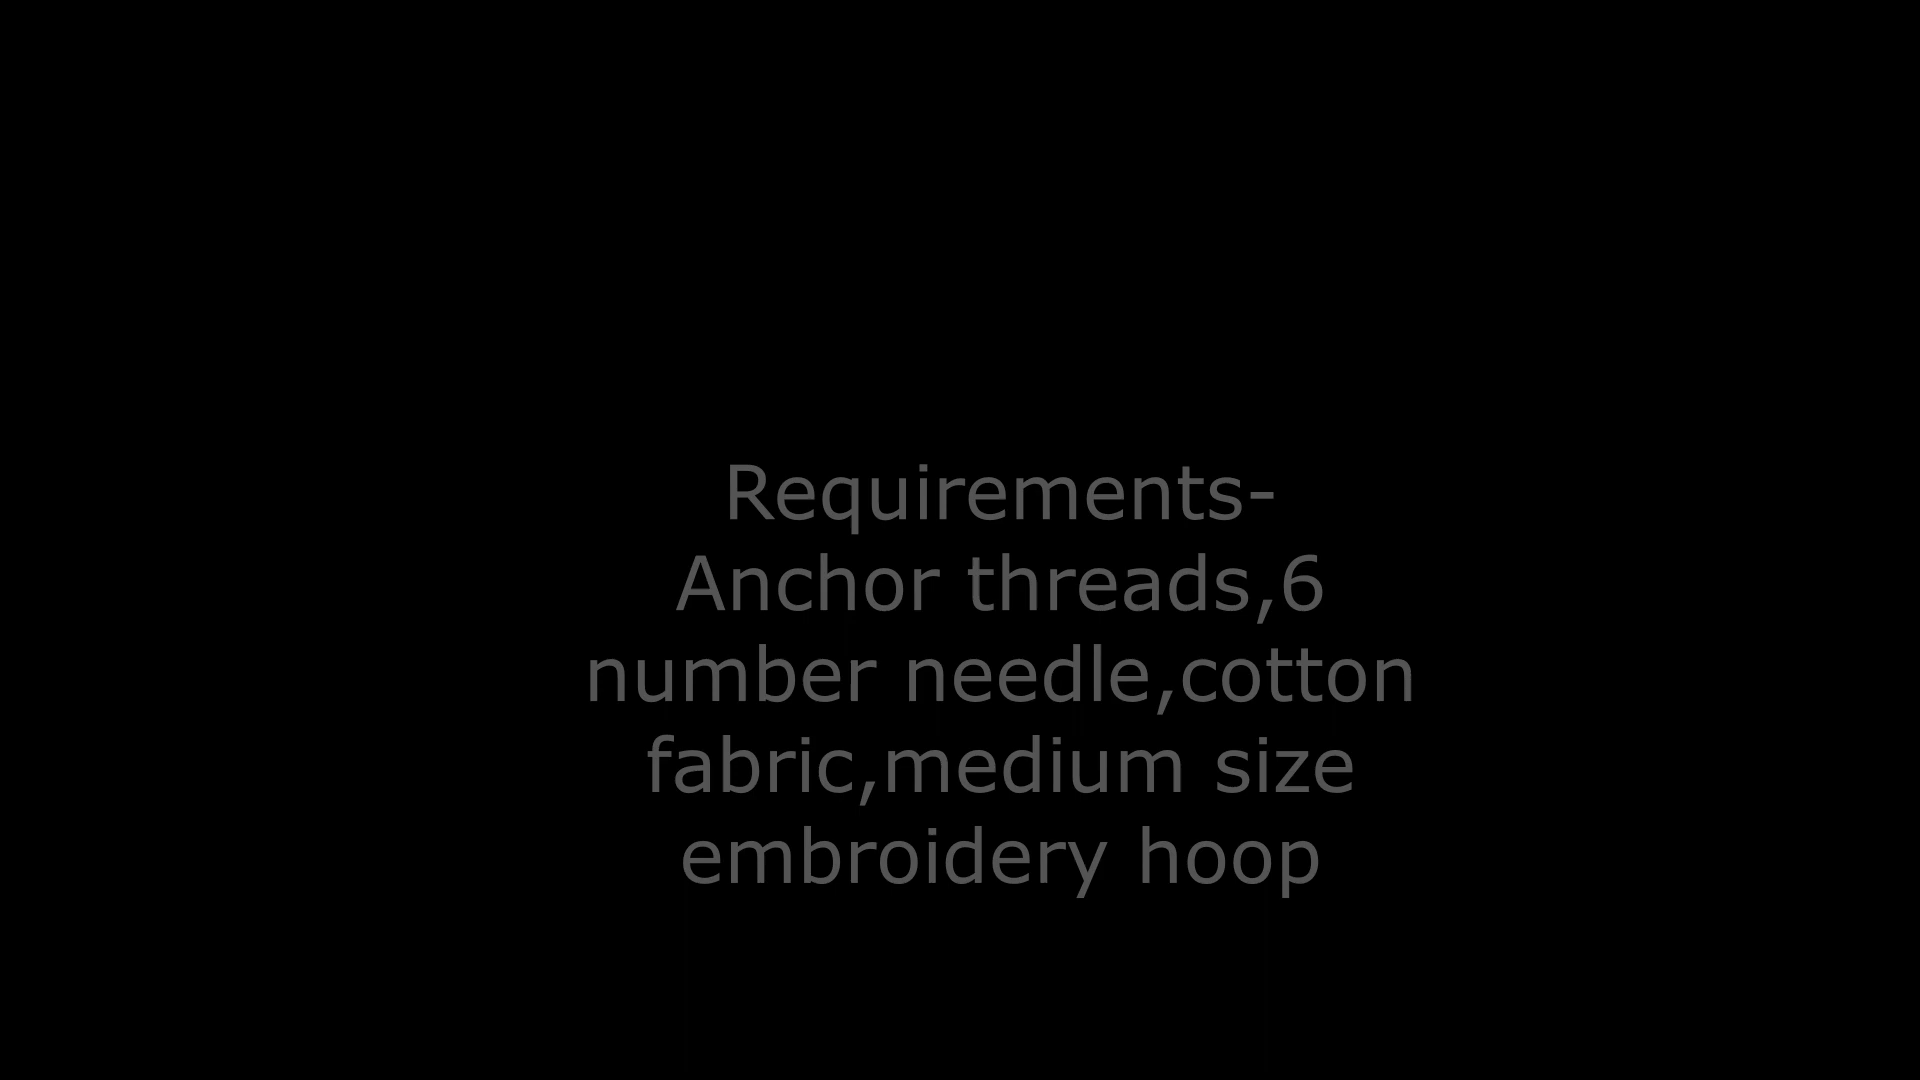 Requirements-
Anchor threads,6
number needle,cotton
fabric,medium size
embroidery hoop